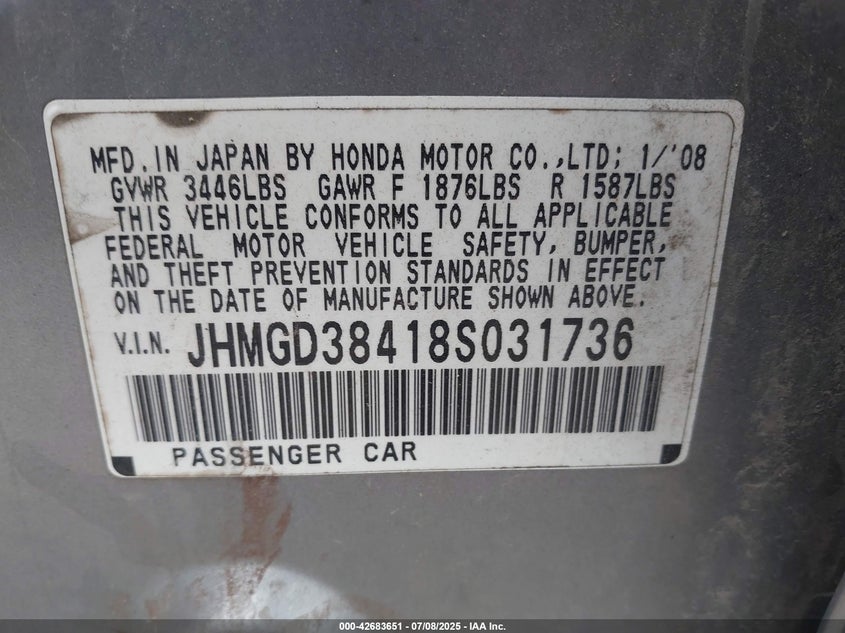 MFD. IN JAPAN BY HONDA MOTOR CO.,LTD; 1/'08
GVWR 3446LBS GAWR F 1876LBS R 1587LBS
THIS VEHICLE CONFORMS TO ALL APPLICABLE
FEDERAL MOTOR VEHICLE SAFETY, BUMPER,
AND THEFT PREVENTION STANDARDS IN EFFECT
ON THE DATE OF MANUFACTURE SHOWN ABOVE.
V.I.N. JHMGD38418S031736
PASSENGER CAR
000-42683651 - 07/08/2025 - IAA Inc.